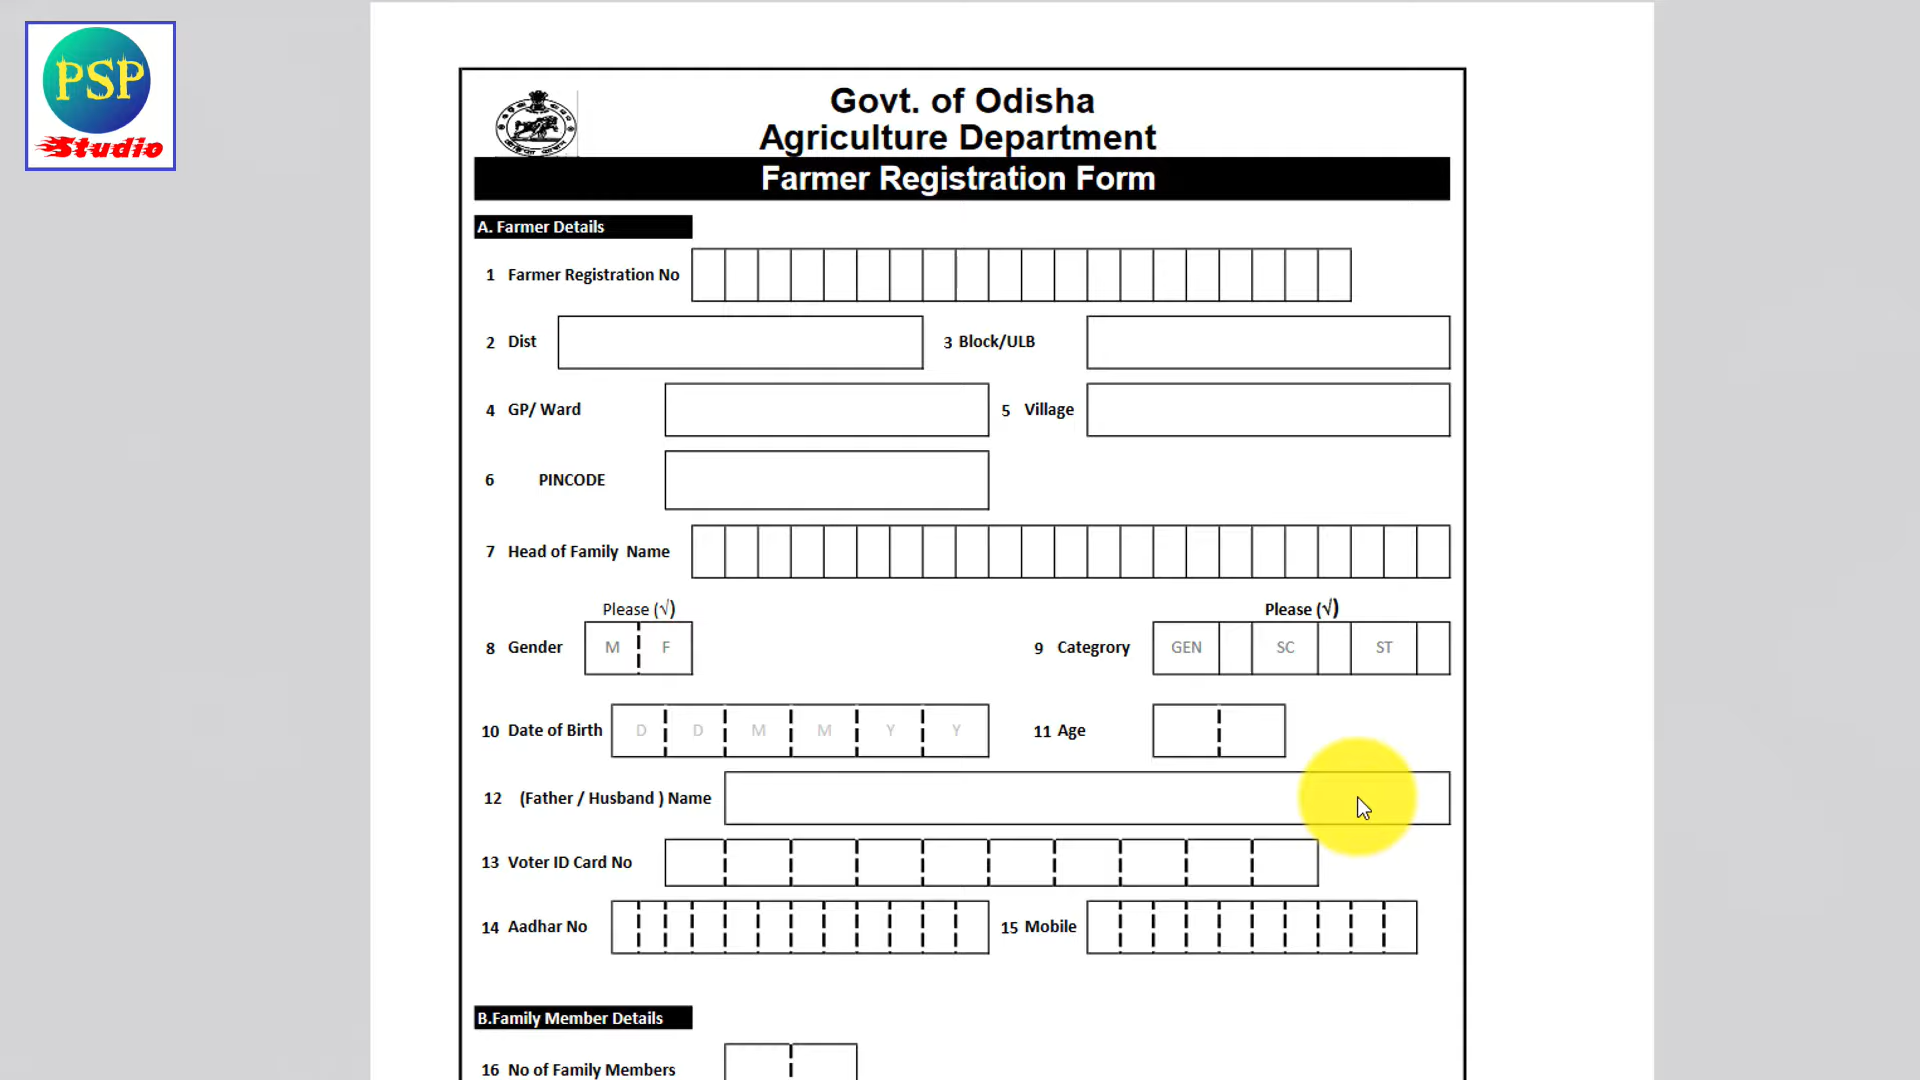 PSP
Studio
Govt. of Odisha
Agriculture Department
Farmer Registration Form
A. Farmer Details
1 Farmer Registration No
2 Dist 3 Block/ULB
4 GP/ Ward 5 Village
6 PINCODE
7 Head of Family Name
Please (√) Please (√)
8 Gender M F 9 Categrory GEN SC ST
10 Date of Birth D D M M Y Y 11 Age
12 (Father / Husband ) Name
13 Voter ID Card No
14 Aadhar No 15 Mobile
B.Family Member Details
16 No of Family Members